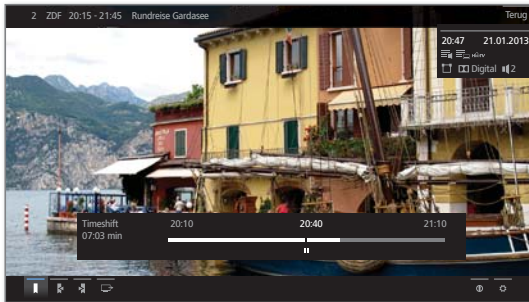 2 ZDF 20:15 - 21:45 Rundreise Gardasee Terug
20:47 21.01.2013
HbbTV
Digital 2
Timeshift 20:10 20:40 21:10
07:03 min